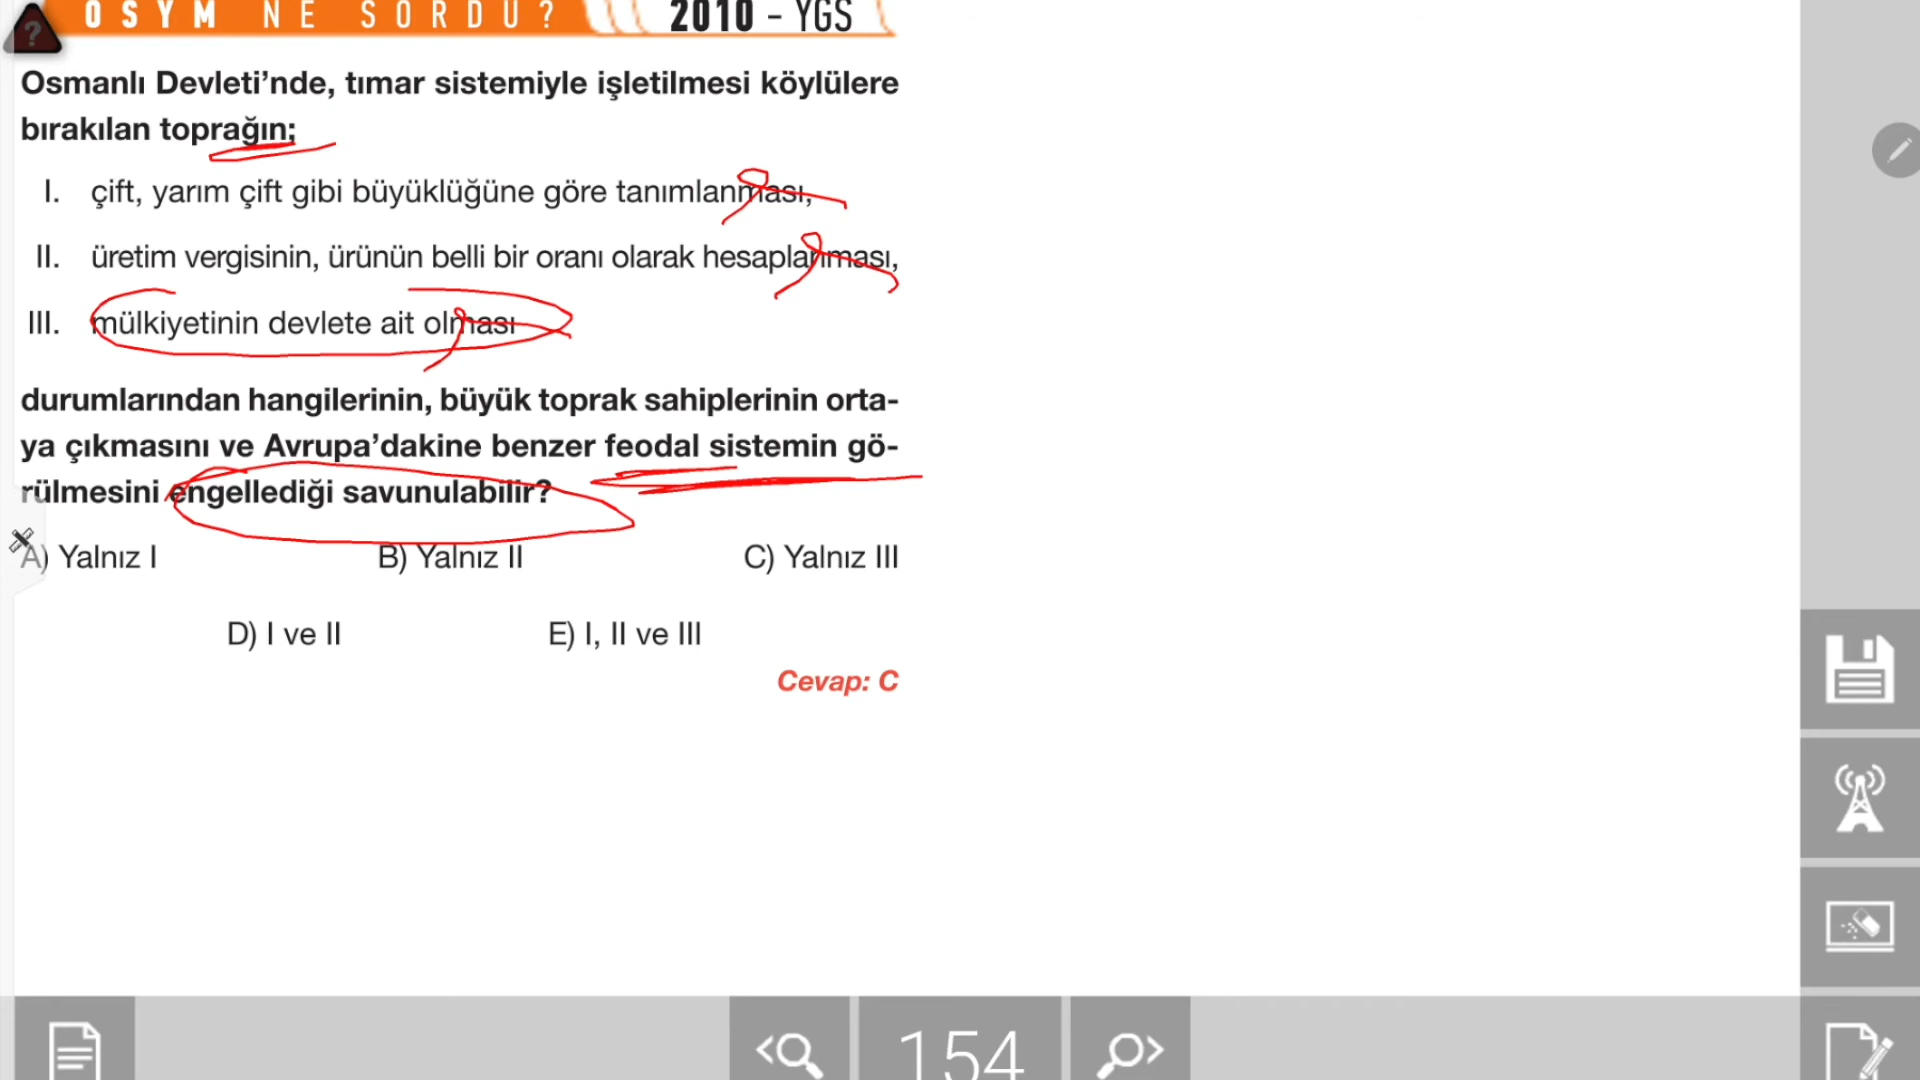 ÖSYM NE SORDU? 2010 - YGS
Osmanlı Devleti'nde, tımar sistemiyle işletilmesi köylülere
bırakılan toprağın;
I. çift, yarım çift gibi büyüklüğüne göre tanımlanması,
II. üretim vergisinin, ürünün belli bir oranı olarak hesaplanması,
III. mülkiyetinin devlete ait olması
durumlarından hangilerinin, büyük toprak sahiplerinin orta-
ya çıkmasını ve Avrupa'dakine benzer feodal sistemin gö-
rülmesini engellediği savunulabilir?
A) Yalnız I B) Yalnız II C) Yalnız III
D) I ve II E) I, II ve III
Cevap: C
154